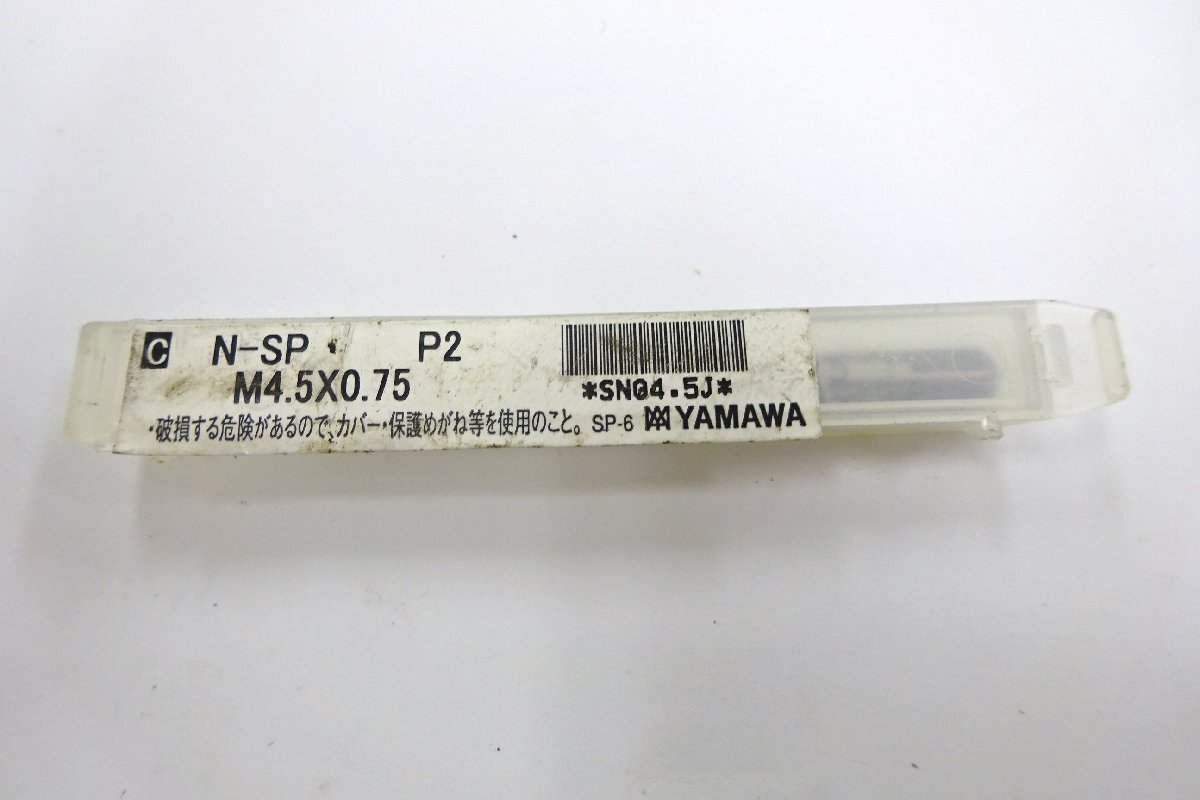 C N-SP P2
M4.5X0.75
*SN04.5J*
・破損する危険があるので、カバー・保護めがね等を使用のこと。 SP-6 YAMAWA